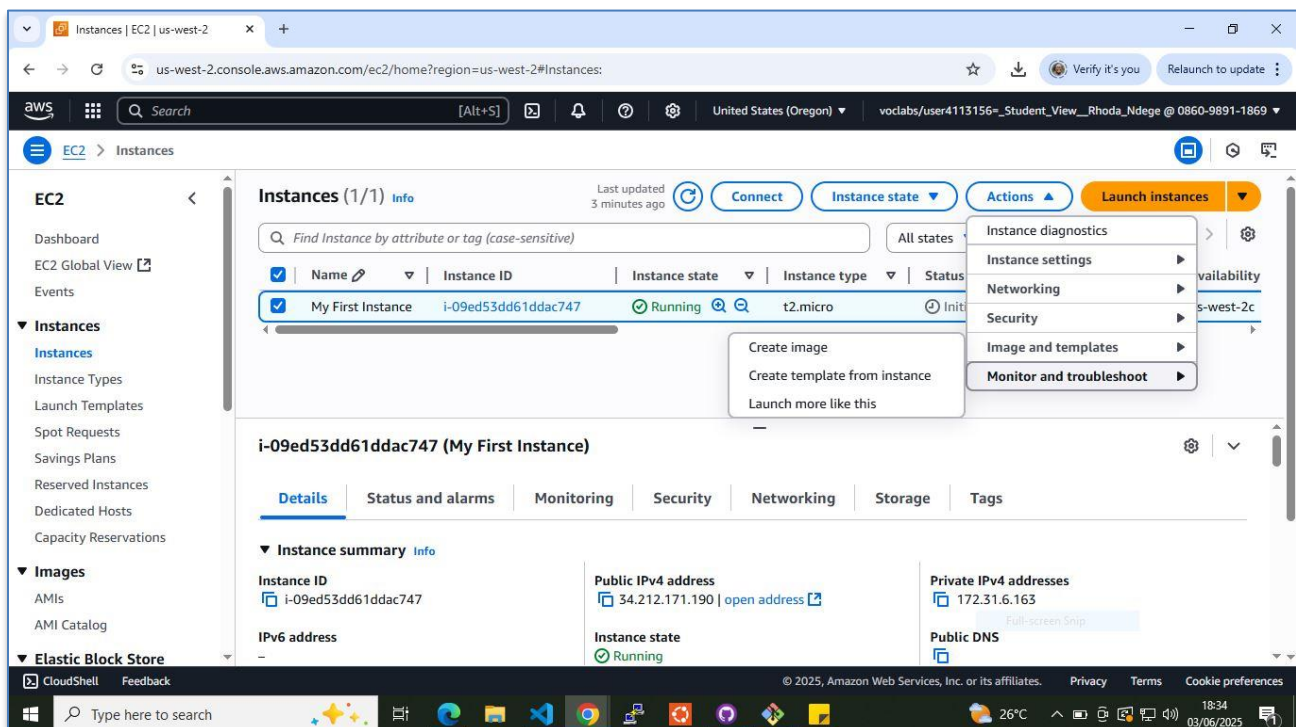 Instances | EC2 | us-west-2
us-west-2.console.aws.amazon.com/ec2/home?region=us-west-2#Instances:
Verify it's you
Relaunch to update
aws
Search
[Alt+S]
United States (Oregon)
voclabs/user4113156=_Student_View__Rhoda_Ndege @ 0860-9891-1869
EC2 > Instances
EC2
Dashboard
EC2 Global View
Events
Instances
Instances
Instance Types
Launch Templates
Spot Requests
Savings Plans
Reserved Instances
Dedicated Hosts
Capacity Reservations
Images
AMIs
AMI Catalog
Elastic Block Store
Instances (1/1) Info
Last updated
3 minutes ago
Connect
Instance state
Actions
Launch instances
Find Instance by attribute or tag (case-sensitive)
All states
Name
Instance ID
Instance state
Instance type
Status
vailability
My First Instance
i-09ed53dd61ddac747
Running
t2.micro
Initi
s-west-2c
Instance diagnostics
Instance settings
Networking
Security
Image and templates
Monitor and troubleshoot
Create image
Create template from instance
Launch more like this
i-09ed53dd61ddac747 (My First Instance)
Details
Status and alarms
Monitoring
Security
Networking
Storage
Tags
Instance summary Info
Instance ID
i-09ed53dd61ddac747
Public IPv4 address
34.212.171.190 | open address
Private IPv4 addresses
172.31.6.163
Full-screen Snip
IPv6 address
–
Instance state
Running
Public DNS
CloudShell
Feedback
© 2025, Amazon Web Services, Inc. or its affiliates.
Privacy
Terms
Cookie preferences
Type here to search
26°C
18:34
03/06/2025